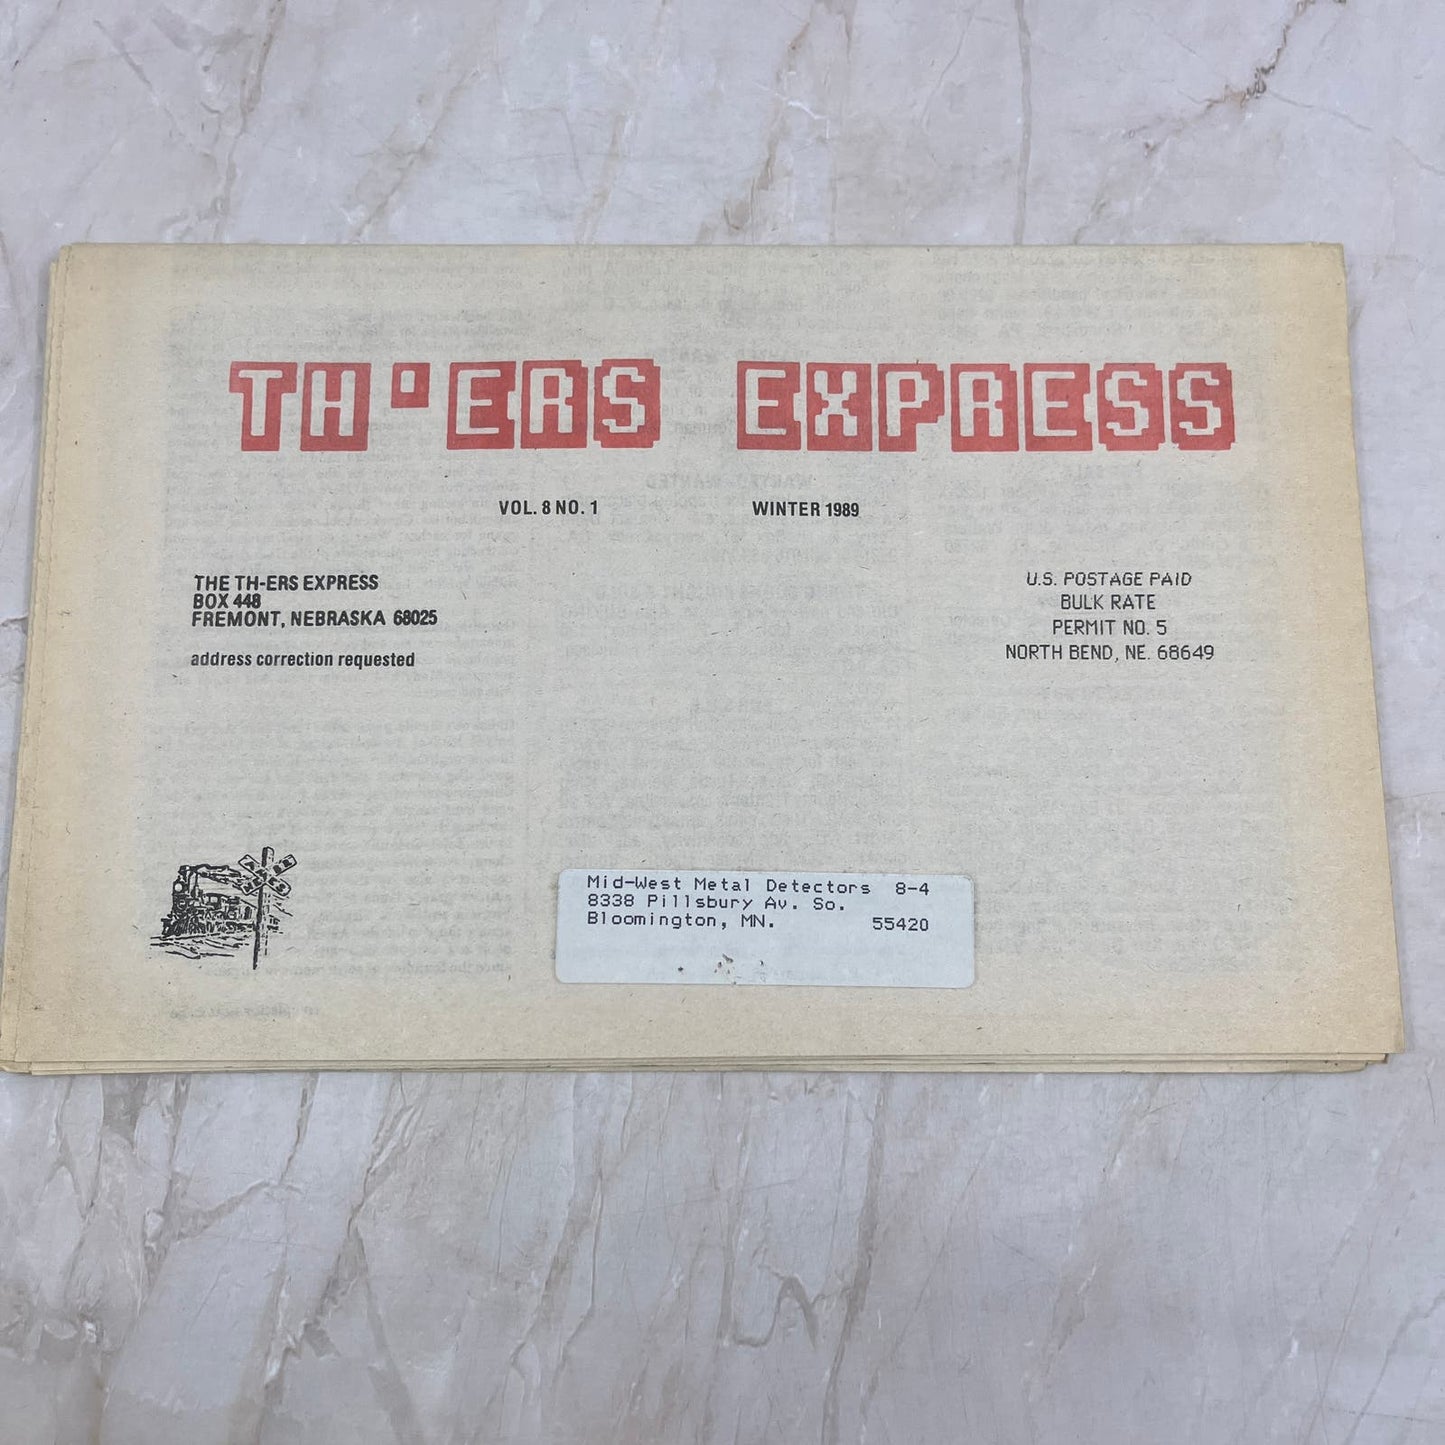 TH'ERS EXPRESS
VOL. 8 NO. 1 WINTER 1989
THE TH-ERS EXPRESS
BOX 448
FREMONT, NEBRASKA 68025
address correction requested
U.S. POSTAGE PAID
BULK RATE
PERMIT NO. 5
NORTH BEND, NE. 68649
Mid-West Metal Detectors 8-4
8338 Pillsbury Av. So.
Bloomington, MN. 55420